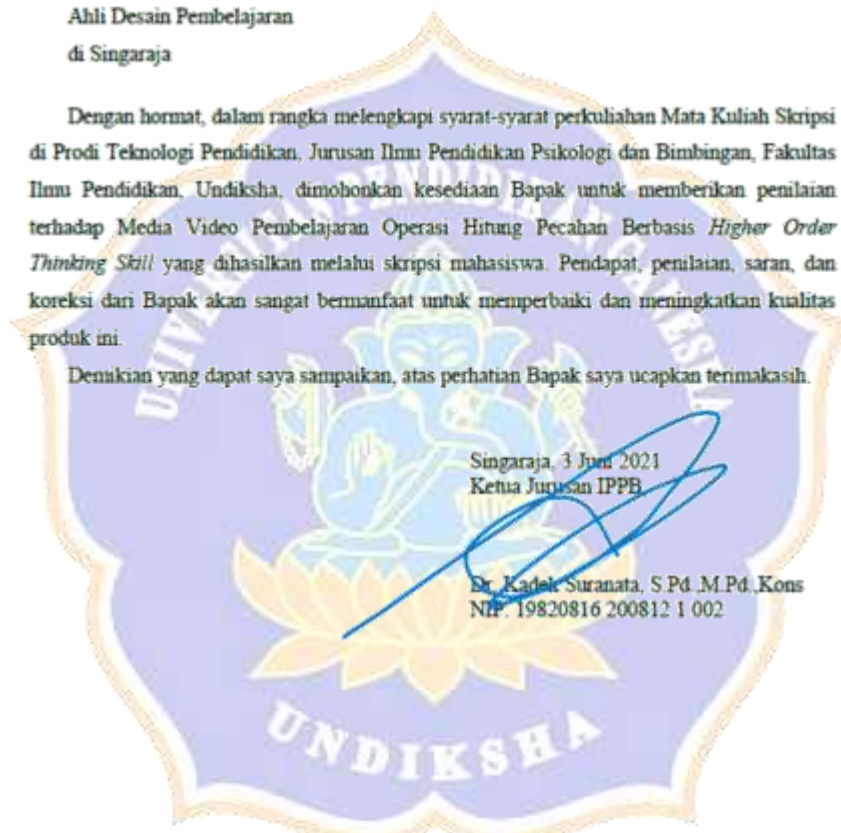 Ahli Desain Pembelajaran
di Singaraja
Dengan hormat, dalam rangka melengkapi syarat-syarat perkuliahan Mata Kuliah Skripsi
di Prodi Teknologi Pendidikan, Jurusan Ilmu Pendidikan Psikologi dan Bimbingan, Fakultas
Ilmu Pendidikan, Undiksha, dimohonkan kesediaan Bapak untuk memberikan penilaian
terhadap Media Video Pembelajaran Operasi Hitung Pecahan Berbasis Higher Order
Thinking Skill yang dihasilkan melalui skripsi mahasiswa. Pendapat, penilaian, saran, dan
koreksi dari Bapak akan sangat bermanfaat untuk memperbaiki dan meningkatkan kualitas
produk ini.
Demikian yang dapat saya sampaikan, atas perhatian Bapak saya ucapkan terimakasih.
Singaraja, 3 Juni 2021
Ketua Jurusan IPPB,
Dr. Kadek Suranata, S.Pd.,M.Pd.,Kons
NIP. 19820816 200812 1 002
UNIVERSITAS PENDIDIKAN GANESHA
UNDIKSHA